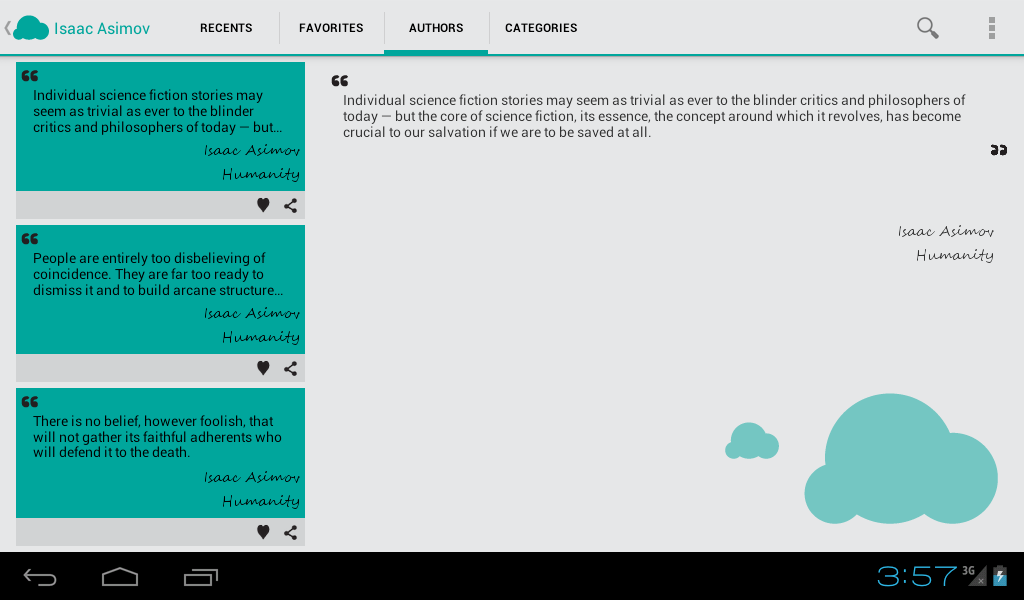 Isaac Asimov
RECENTS
FAVORITES
AUTHORS
CATEGORIES
“
Individual science fiction stories may
seem as trivial as ever to the blinder
critics and philosophers of today — but...
Isaac Asimov
Humanity
“
People are entirely too disbelieving of
coincidence. They are far too ready to
dismiss it and to build arcane structure...
Isaac Asimov
Humanity
“
There is no belief, however foolish, that
will not gather its faithful adherents who
will defend it to the death.
Isaac Asimov
Humanity
“
Individual science fiction stories may seem as trivial as ever to the blinder critics and philosophers of
today — but the core of science fiction, its essence, the concept around which it revolves, has become
crucial to our salvation if we are to be saved at all.
”
Isaac Asimov
Humanity
3:57
3G